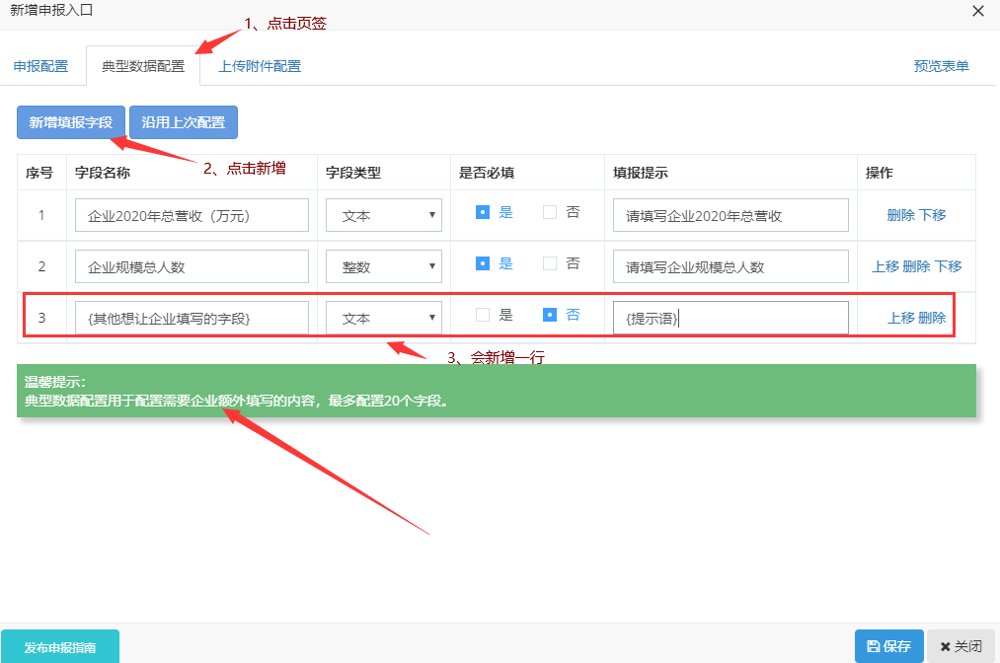 新增申报入口
1、点击页签
申报配置 典型数据配置 上传附件配置 预览表单
新增填报字段 沿用上次配置
2、点击新增
序号 字段名称 字段类型 是否必填 填报提示 操作
1 企业2020年总营收（万元） 文本 是 否 请填写企业2020年总营收 删除 下移
2 企业规模总人数 整数 是 否 请填写企业规模总人数 上移 删除 下移
3 {其他想让企业填写的字段} 文本 是 否 {提示语} 上移 删除
3、会新增一行
温馨提示：
典型数据配置用于配置需要企业额外填写的内容，最多配置20个字段。
发布申报指南 保存 关闭